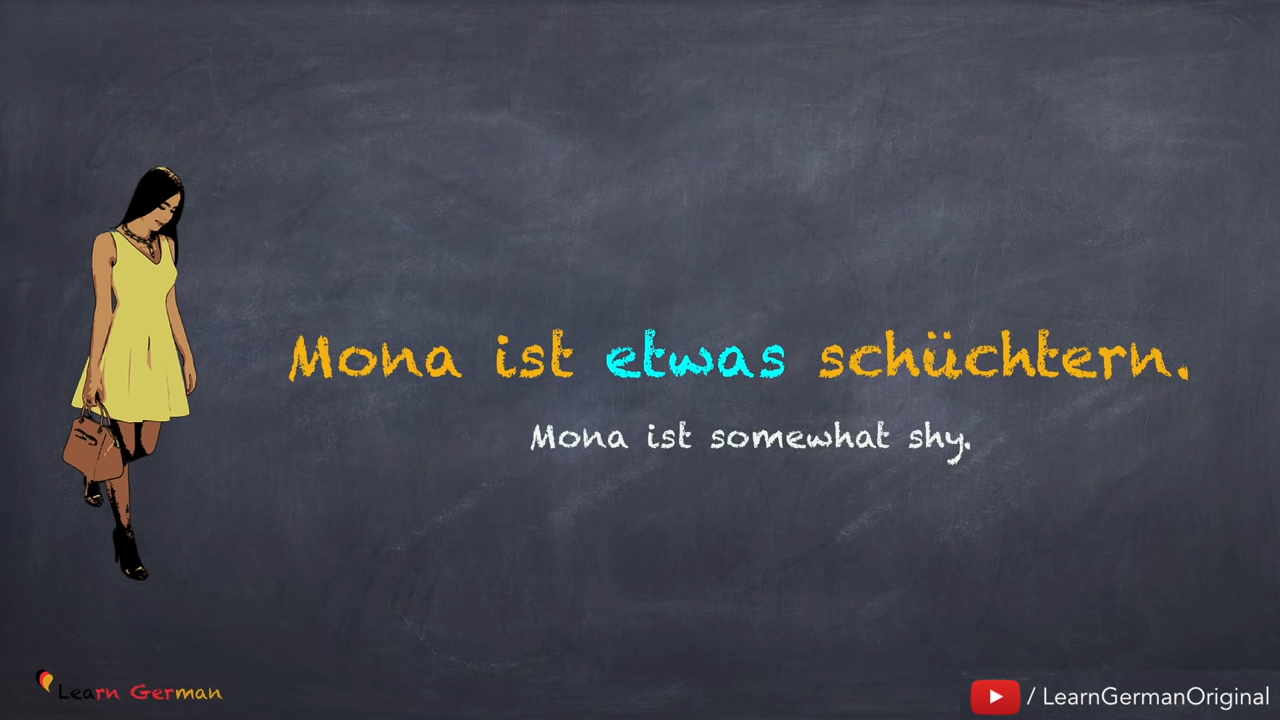 Mona ist etwas schüchtern.
Mona ist somewhat shy.
Learn German
/ LearnGermanOriginal